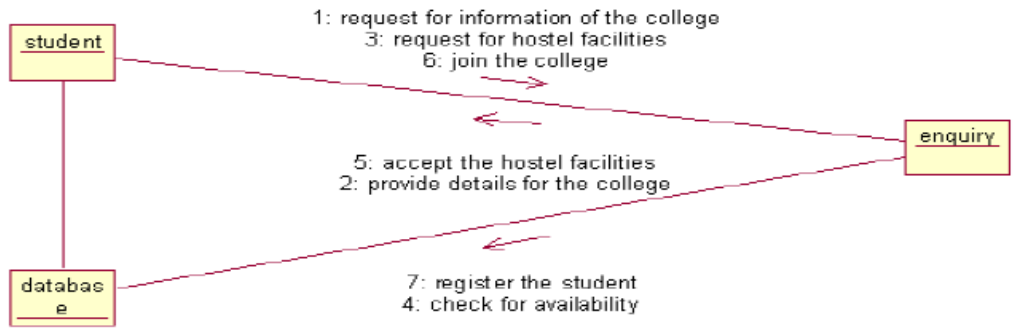 1: request for information of the college
3: request for hostel facilities
6: join the college
student
enquiry
5: accept the hostel facilities
2: provide details for the college
databas
e
7: register the student
4: check for availability